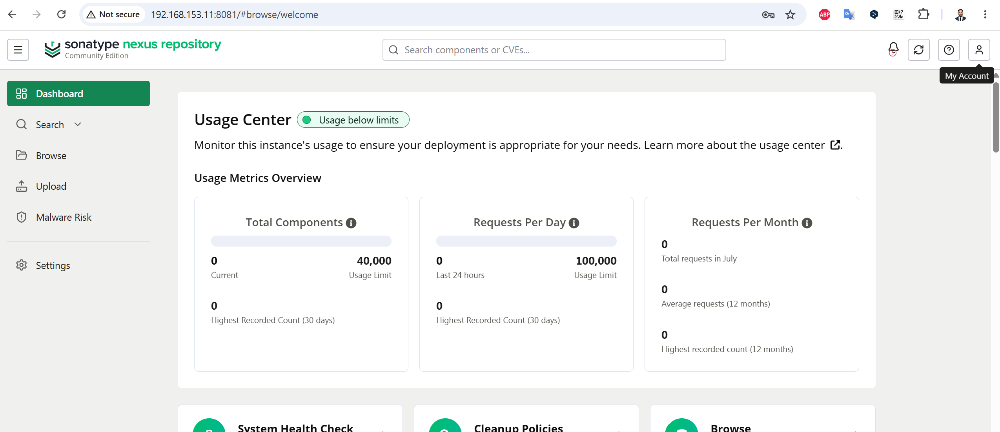 Not secure 192.168.153.11:8081/#browse/welcome
ABP
sonatype nexus repository
Community Edition
Search components or CVEs...
My Account
Dashboard
Search
Browse
Upload
Malware Risk
Settings
Usage Center
Usage below limits
Monitor this instance's usage to ensure your deployment is appropriate for your needs. Learn more about the usage center .
Usage Metrics Overview
Total Components
0 40,000
Current Usage Limit
0
Highest Recorded Count (30 days)
Requests Per Day
0 100,000
Last 24 hours Usage Limit
0
Highest Recorded Count (30 days)
Requests Per Month
0
Total requests in July
0
Average requests (12 months)
0
Highest recorded count (12 months)
System Health Check
Cleanup Policies
Browse